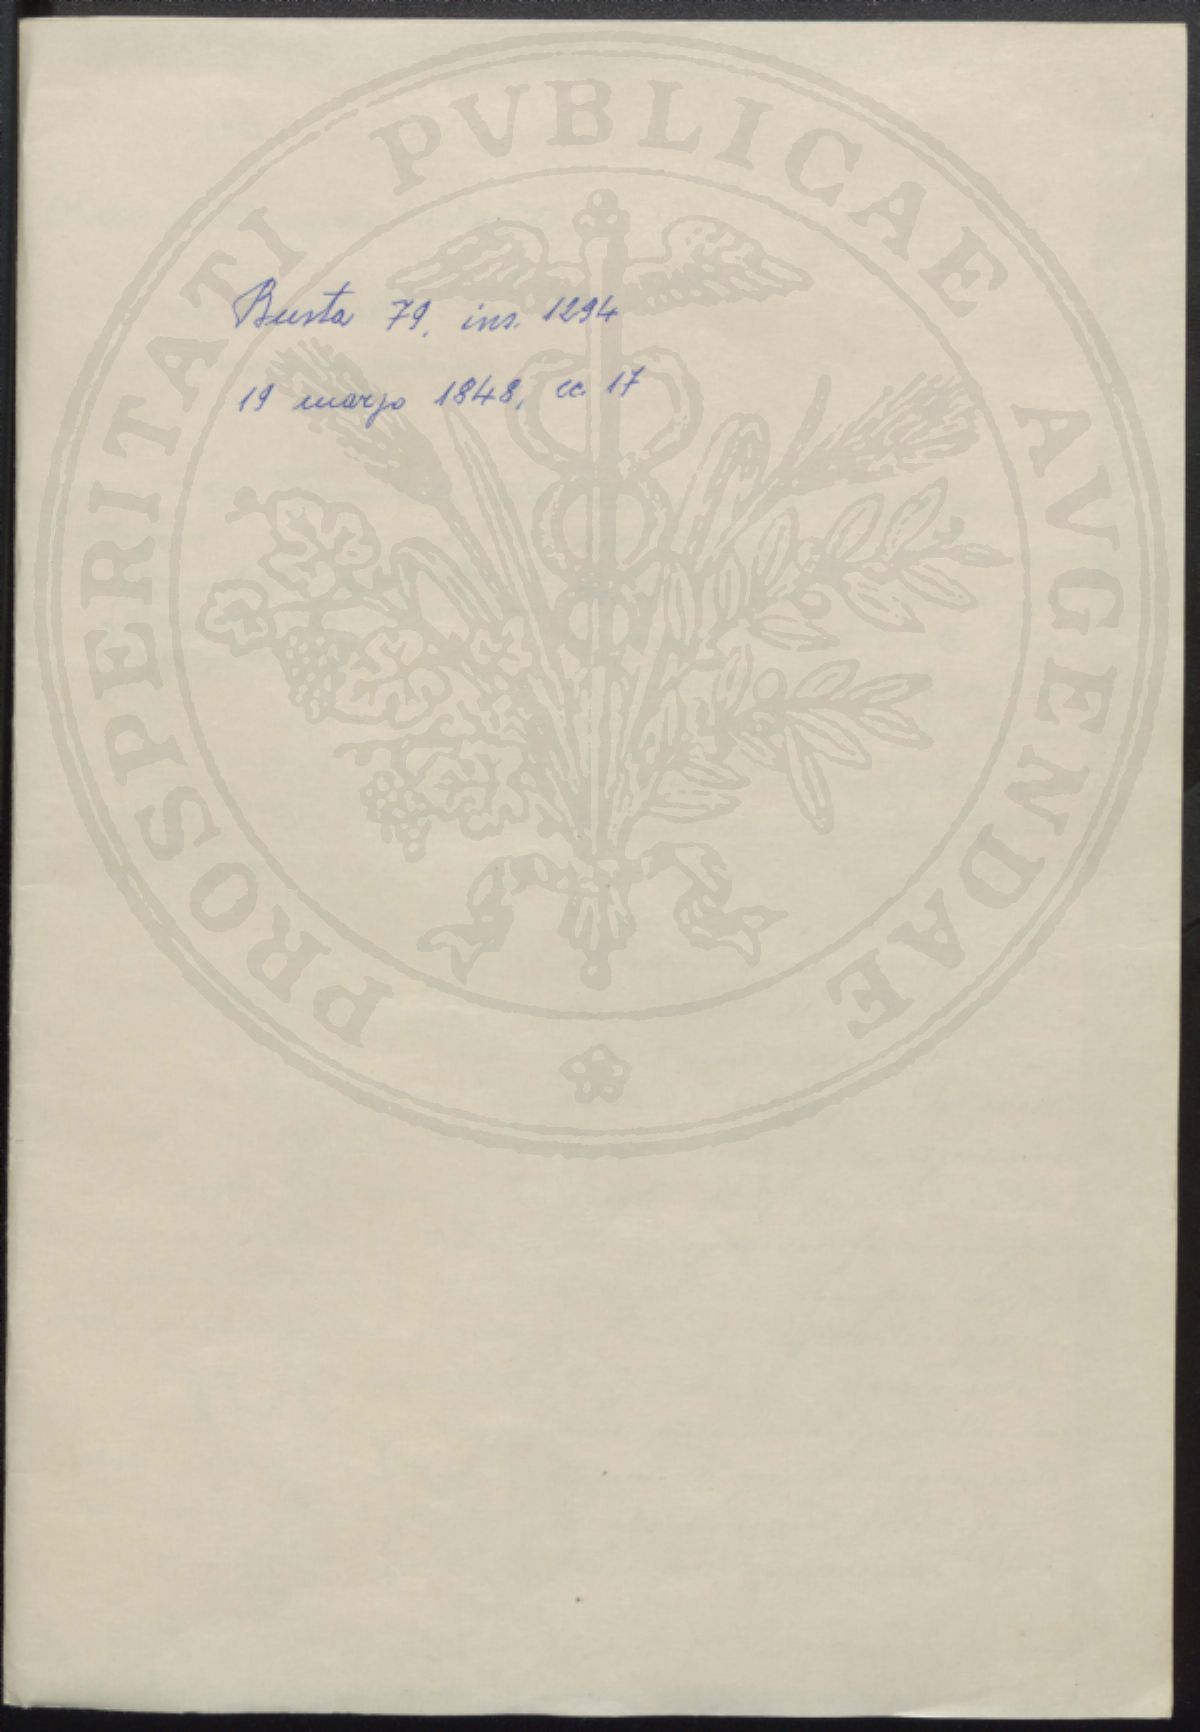 PROSPERITATI PVBLICAE AVGENDAE
Busta 79, ins. 1294
19 marzo 1848, cc. 17